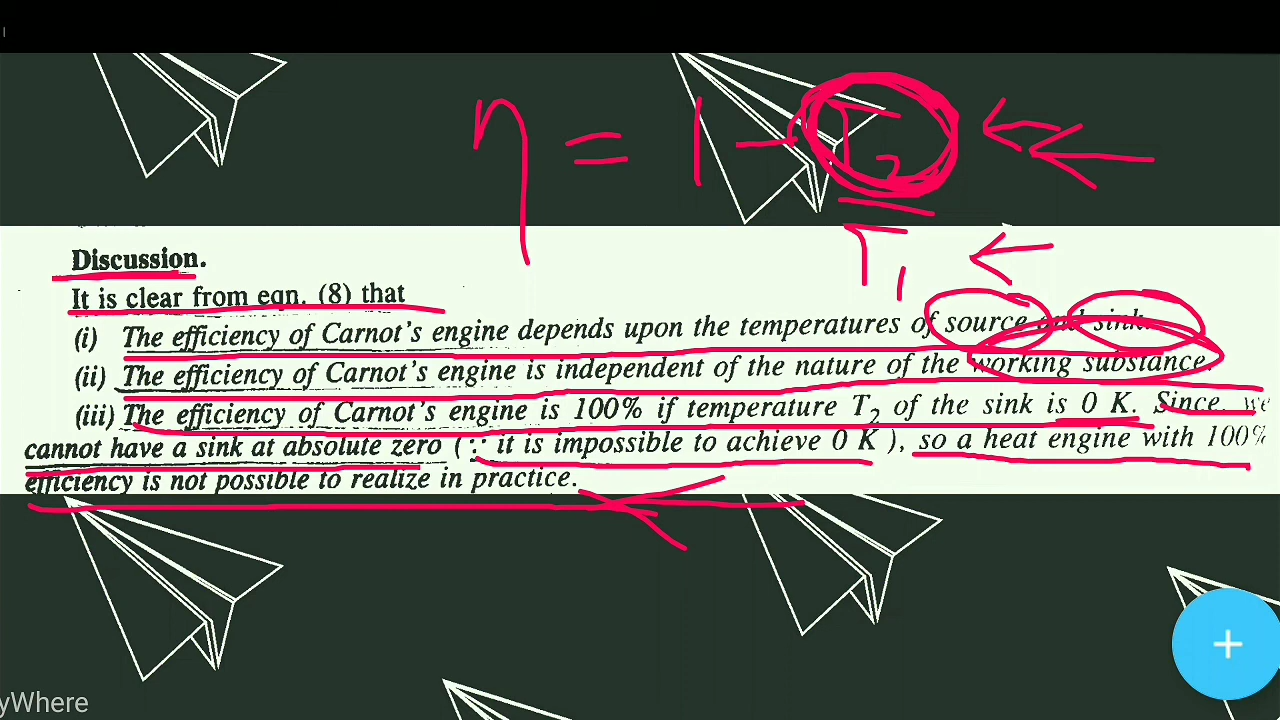 η = 1 - T₂
T₁
Discussion.
It is clear from eqn. (8) that
(i) The efficiency of Carnot's engine depends upon the temperatures of source and sink.
(ii) The efficiency of Carnot's engine is independent of the nature of the working substance.
(iii) The efficiency of Carnot's engine is 100% if temperature T₂ of the sink is 0 K. Since, we
cannot have a sink at absolute zero (∵ it is impossible to achieve 0 K), so a heat engine with 100%
efficiency is not possible to realize in practice.
yWhere